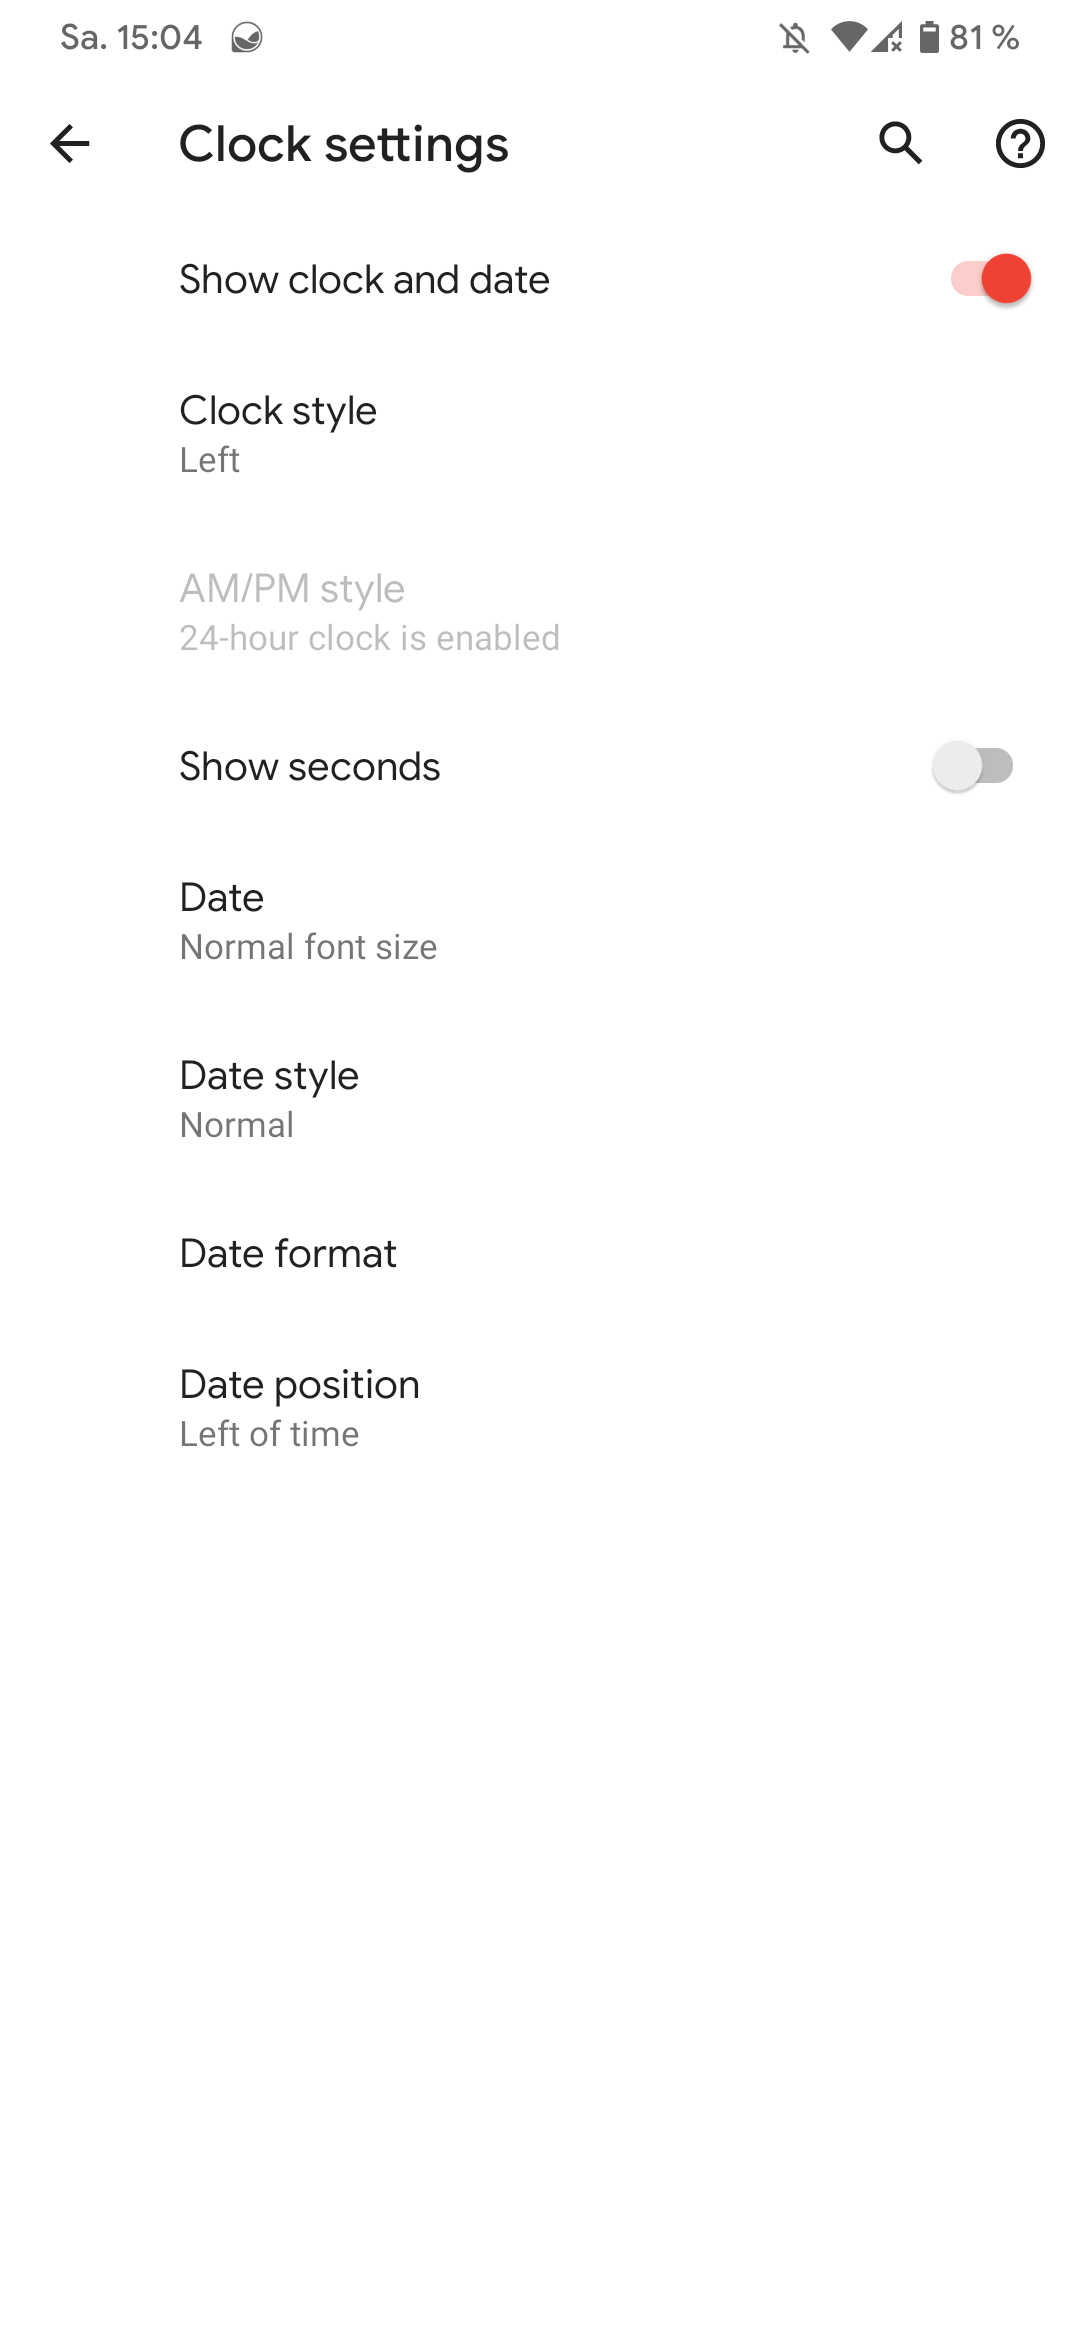 Sa. 15:04 81 %
Clock settings
Show clock and date
Clock style
Left
AM/PM style
24-hour clock is enabled
Show seconds
Date
Normal font size
Date style
Normal
Date format
Date position
Left of time